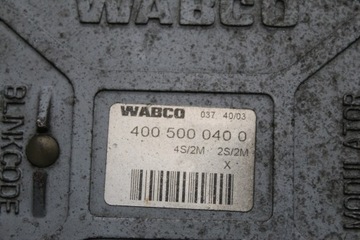 WABCO
BLINKCODE
WABCO 037 40/03
400 500 040 0
4S/2M 2S/2M
X
MODULATOR